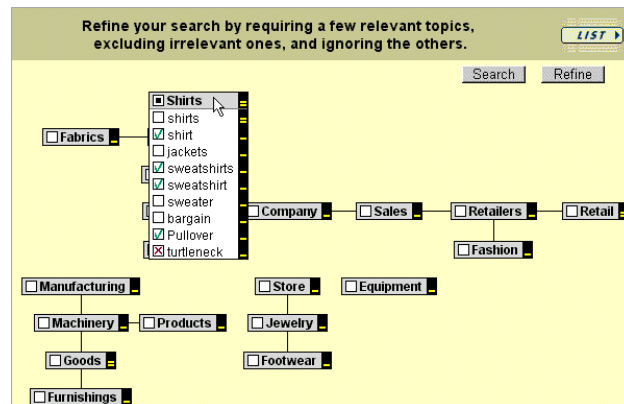 Refine your search by requiring a few relevant topics,
excluding irrelevant ones, and ignoring the others.
LIST
Search Refine
Shirts
shirts
Fabrics
shirt
jackets
sweatshirts
sweatshirt
sweater
Company Sales Retailers Retail
bargain
Pullover
Fashion
turtleneck
Manufacturing Store Equipment
Machinery Products Jewelry
Goods Footwear
Furnishings